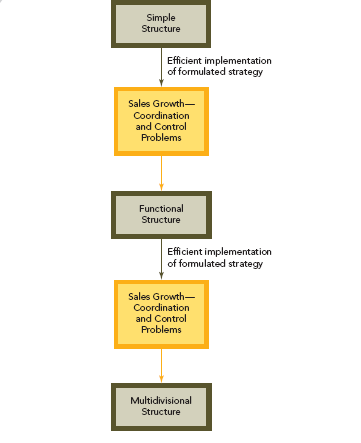 Simple
Structure
Efficient implementation
of formulated strategy
Sales Growth—
Coordination
and Control
Problems
Functional
Structure
Efficient implementation
of formulated strategy
Sales Growth—
Coordination
and Control
Problems
Multidivisional
Structure